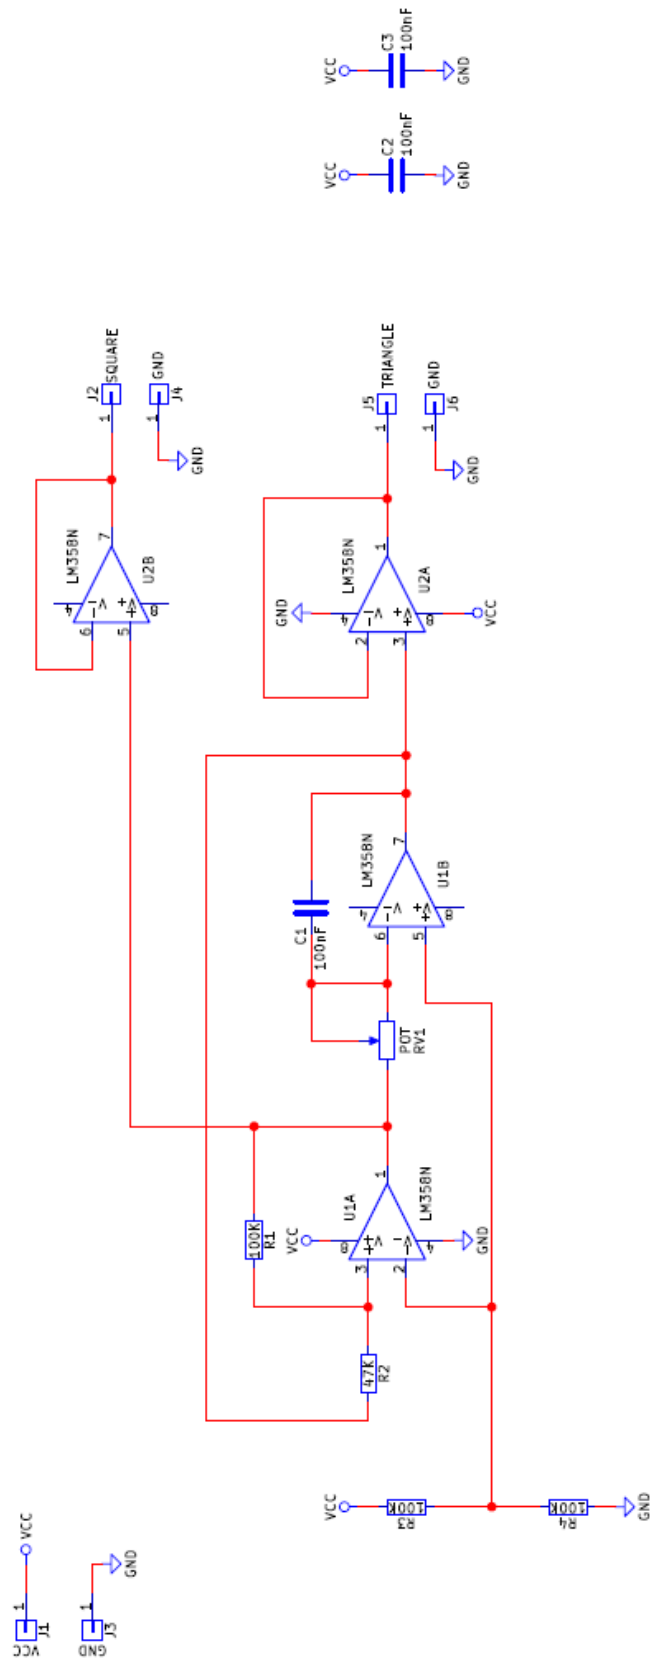 VCC
C3
100nF
GND
VCC
C2
100nF
GND
J2
SQUARE
1
GND
1
J4
GND
LM358N
7
U2B
4
V-
V+
8
6
5
-
+
J5
TRIANGLE
1
GND
1
J6
GND
LM358N
1
U2A
GND
4
V-
V+
8
VCC
2
3
-
+
LM358N
7
U1B
4
V-
V+
8
6
5
-
+
C1
100nF
POT
RV1
100K
R1
U1A
1
LM358N
VCC
8
V+
V-
4
GND
3
2
+
-
47K
R2
VCC
R3
100k
R4
100k
GND
VCC
1
J1
VCC
GND
1
J3
GND